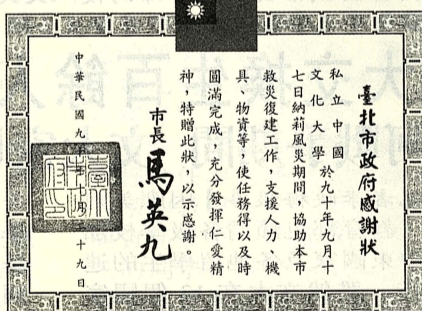 臺北市政府感謝狀
私立中國
文化大學 於九十年九月十
七日納莉風災期間，協助本市
救災復建工作，支援人力、機
具、物資等，使任務得以及時
圓滿完成，充分發揮仁愛精
神，特贈此狀，以示感謝。
市長 馬英九
中華民國九 十九日